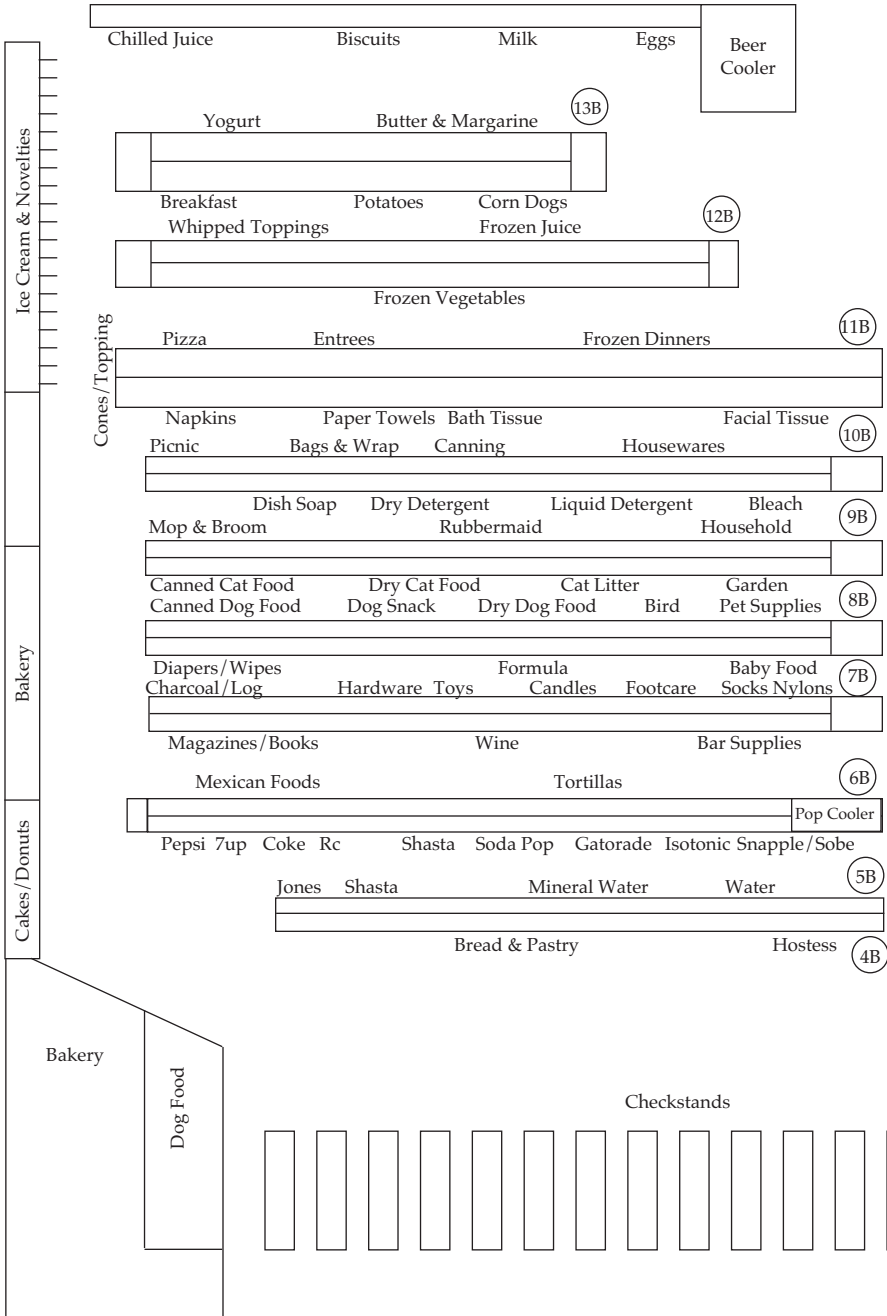 Chilled Juice Biscuits Milk Eggs
Beer
Cooler
13B
Yogurt Butter & Margarine
Ice Cream & Novelties
Breakfast Potatoes Corn Dogs
12B
Whipped Toppings Frozen Juice
Frozen Vegetables
11B
Pizza Entrees Frozen Dinners
Cones/Topping
Napkins Paper Towels Bath Tissue Facial Tissue
10B
Picnic Bags & Wrap Canning Housewares
Dish Soap Dry Detergent Liquid Detergent Bleach
9B
Mop & Broom Rubbermaid Household
Canned Cat Food Dry Cat Food Cat Litter Garden
8B
Canned Dog Food Dog Snack Dry Dog Food Bird Pet Supplies
Bakery
Diapers/Wipes Formula Baby Food
7B
Charcoal/Log Hardware Toys Candles Footcare Socks Nylons
Magazines/Books Wine Bar Supplies
6B
Mexican Foods Tortillas
Pop Cooler
Pepsi 7up Coke Rc Shasta Soda Pop Gatorade Isotonic Snapple/Sobe
Cakes/Donuts
5B
Jones Shasta Mineral Water Water
Bread & Pastry Hostess
4B
Bakery
Dog Food
Checkstands